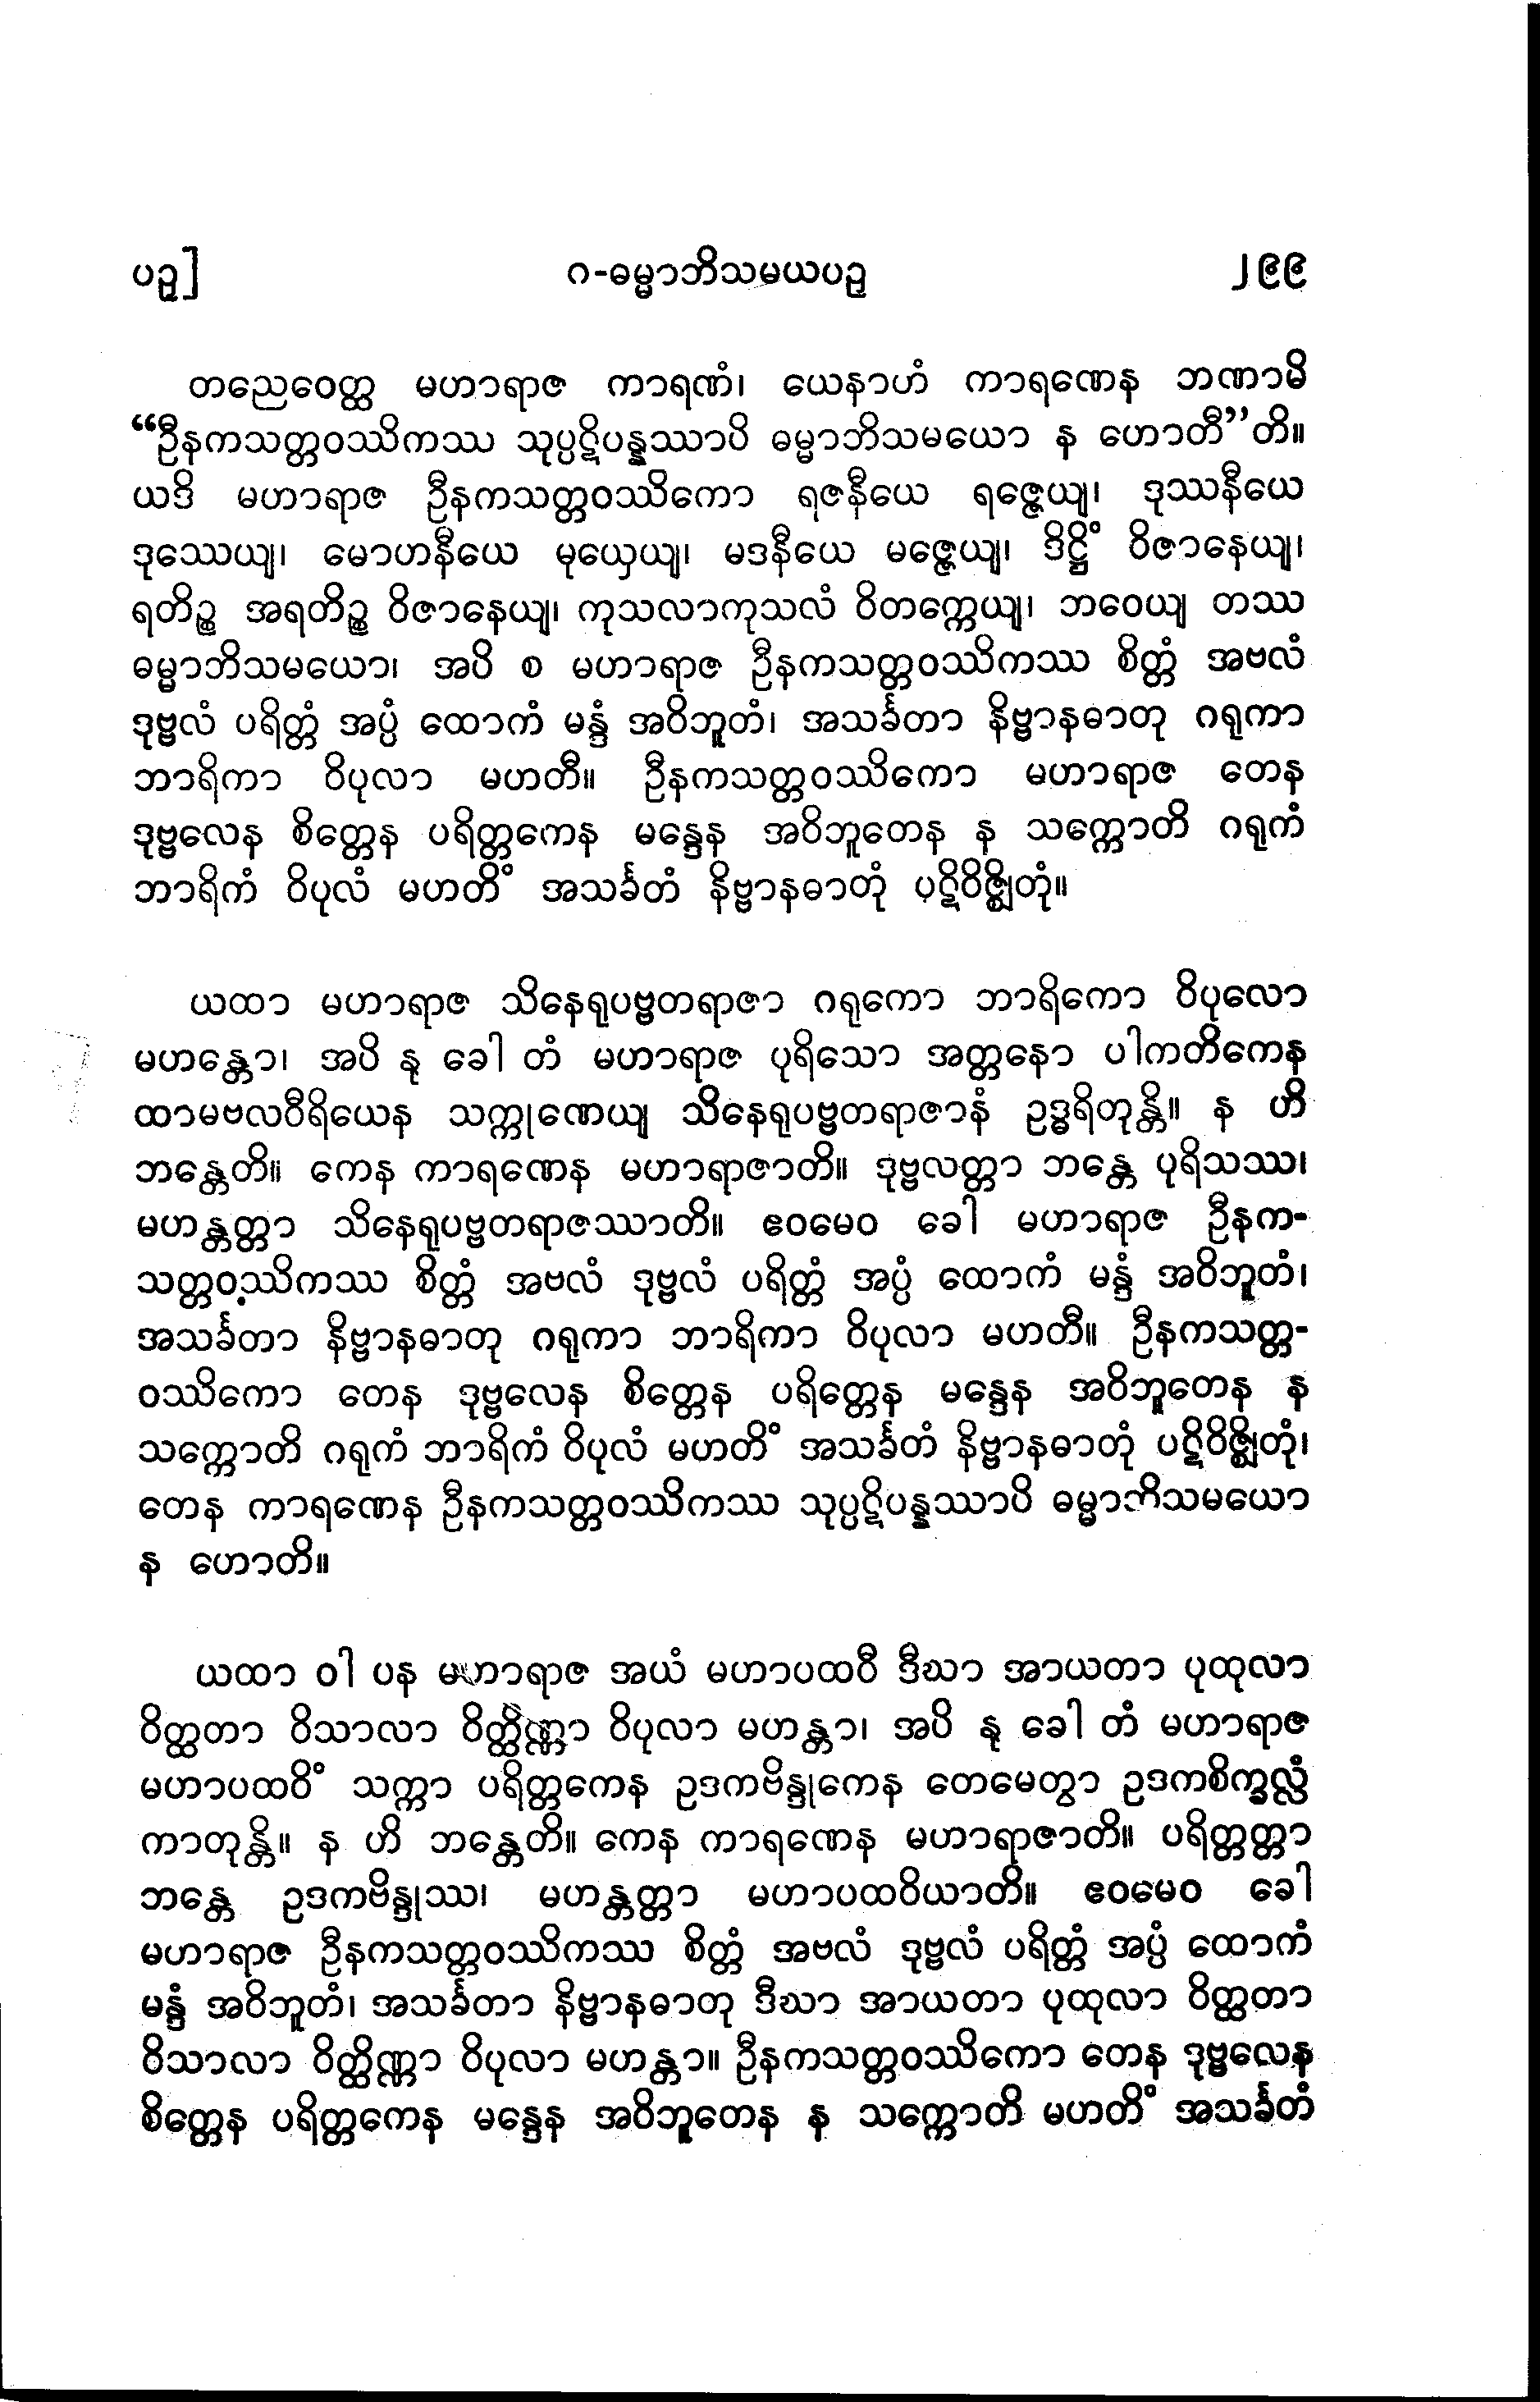 ပဉှ]
ဂ-ဓမ္မာဘိသမယပဉှ
၂၉၉
တညေဝေတ္ထ မဟာရာဇ ကာရဏံ၊ ယေနာဟံ ကာရဏေန ဘဏာမိ
“ဦနကသတ္တဝဿိကဿ သုပ္ပဋိပန္နဿာပိ ဓမ္မာဘိသမယော န ဟောတီ”တိ။
ယဒိ မဟာရာဇ ဦနကသတ္တဝဿိကော ရဇနီယေ ရဇ္ဇေယျ၊ ဒုဿနီယေ
ဒုဿေယျ၊ မောဟနီယေ မုယှေယျ၊ မဒနီယေ မဇ္ဇေယျ၊ ဒိဋ္ဌိံ ဝိဇာနေယျ၊
ရတိဉ္စ အရတိဉ္စ ဝိဇာနေယျ၊ ကုသလာကုသလံ ဝိတက္ကေယျ၊ ဘဝေယျ တဿ
ဓမ္မာဘိသမယော၊ အပိ စ မဟာရာဇ ဦနကသတ္တဝဿိကဿ စိတ္တံ အဗလံ
ဒုဗ္ဗလံ ပရိတ္တံ အပ္ပံ ထောကံ မန္ဒံ အဝိဘူတံ၊ အသင်္ခတာ နိဗ္ဗာနဓာတု ဂရုကာ
ဘာရိကာ ဝိပုလာ မဟတီ။ ဦနကသတ္တဝဿိကော မဟာရာဇ တေန
ဒုဗ္ဗလေန စိတ္တေန ပရိတ္တကေန မန္ဒေန အဝိဘူတေန န သက္ကောတိ ဂရုကံ
ဘာရိကံ ဝိပုလံ မဟတိံ အသင်္ခတံ နိဗ္ဗာနဓာတုံ ပဋိဝိဇ္ဈိတုံ။
ယထာ မဟာရာဇ သိနေရုပဗ္ဗတရာဇာ ဂရုကော ဘာရိကော ဝိပုလော
မဟန္တော၊ အပိ နု ခေါ တံ မဟာရာဇ ပုရိသော အတ္တနော ပါကတိကေန
ထာမဗလဝီရိယေန သက္ကုဏေယျ သိနေရုပဗ္ဗတရာဇာနံ ဥဒ္ဓရိတုန္တိ။ န ဟိ
ဘန္တေတိ။ ကေန ကာရဏေန မဟာရာဇာတိ။ ဒုဗ္ဗလတ္တာ ဘန္တေ ပုရိသဿ၊
မဟန္တတ္တာ သိနေရုပဗ္ဗတရာဇဿာတိ။ ဧဝမေဝ ခေါ မဟာရာဇ ဦနက-
သတ္တဝဿိကဿ စိတ္တံ အဗလံ ဒုဗ္ဗလံ ပရိတ္တံ အပ္ပံ ထောကံ မန္ဒံ အဝိဘူတံ၊
အသင်္ခတာ နိဗ္ဗာနဓာတု ဂရုကာ ဘာရိကာ ဝိပုလာ မဟတီ။ ဦနကသတ္တ-
ဝဿိကော တေန ဒုဗ္ဗလေန စိတ္တေန ပရိတ္တေန မန္ဒေန အဝိဘူတေန န
သက္ကောတိ ဂရုကံ ဘာရိကံ ဝိပုလံ မဟတိံ အသင်္ခတံ နိဗ္ဗာနဓာတုံ ပဋိဝိဇ္ဈိတုံ၊
တေန ကာရဏေန ဦနကသတ္တဝဿိကဿ သုပ္ပဋိပန္နဿာပိ ဓမ္မာဘိသမယော
န ဟောတိ။
ယထာ ဝါ ပန မဟာရာဇ အယံ မဟာပထဝီ ဒီဃာ အာယတာ ပုထုလာ
ဝိတ္ထတာ ဝိသာလာ ဝိတ္ထိဏ္ဏာ ဝိပုလာ မဟန္တာ၊ အပိ နု ခေါ တံ မဟာရာဇ
မဟာပထဝိံ သက္ကာ ပရိတ္တကေန ဥဒကဗိန္ဒုကေန တေမေတွာ ဥဒကစိက္ခလ္လံ
ကာတုန္တိ။ န ဟိ ဘန္တေတိ။ ကေန ကာရဏေန မဟာရာဇာတိ။ ပရိတ္တတ္တာ
ဘန္တေ ဥဒကဗိန္ဒုဿ၊ မဟန္တတ္တာ မဟာပထဝိယာတိ။ ဧဝမေဝ ခေါ
မဟာရာဇ ဦနကသတ္တဝဿိကဿ စိတ္တံ အဗလံ ဒုဗ္ဗလံ ပရိတ္တံ အပ္ပံ ထောကံ
မန္ဒံ အဝိဘူတံ၊ အသင်္ခတာ နိဗ္ဗာနဓာတု ဒီဃာ အာယတာ ပုထုလာ ဝိတ္ထတာ
ဝိသာလာ ဝိတ္ထိဏ္ဏာ ဝိပုလာ မဟန္တာ။ ဦနကသတ္တဝဿိကော တေန ဒုဗ္ဗလေန
စိတ္တေန ပရိတ္တကေန မန္ဒေန အဝိဘူတေန န သက္ကောတိ မဟတိံ အသင်္ခတံ